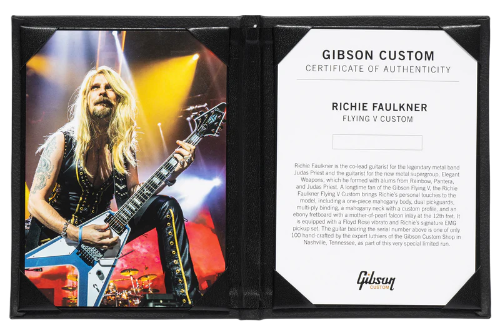 GIBSON CUSTOM
CERTIFICATE OF AUTHENTICITY
RICHIE FAULKNER
FLYING V CUSTOM
Richie Faulkner is the co-lead guitarist for the legendary metal band
Judas Priest and the guitarist for the new metal supergroup, Elegant
Weapons, which he formed with alums from Rainbow, Pantera,
and Judas Priest. A longtime fan of the Gibson Flying V, the Richie
Faulkner Flying V Custom brings Richie's personal touches to the
model, including a one-piece mahogany body, dual pickguards,
multi-ply binding, a mahogany neck with a custom profile, and an
ebony fretboard with a mother-of-pearl falcon inlay at the 12th fret. It
is equipped with a Floyd Rose vibrato and Richie's signature EMG
pickup set. The guitar bearing the serial number above is one of only
100 hand-crafted by the expert luthiers of the Gibson Custom Shop in
Nashville, Tennessee, as part of this very special limited run.
Gibson
CUSTOM